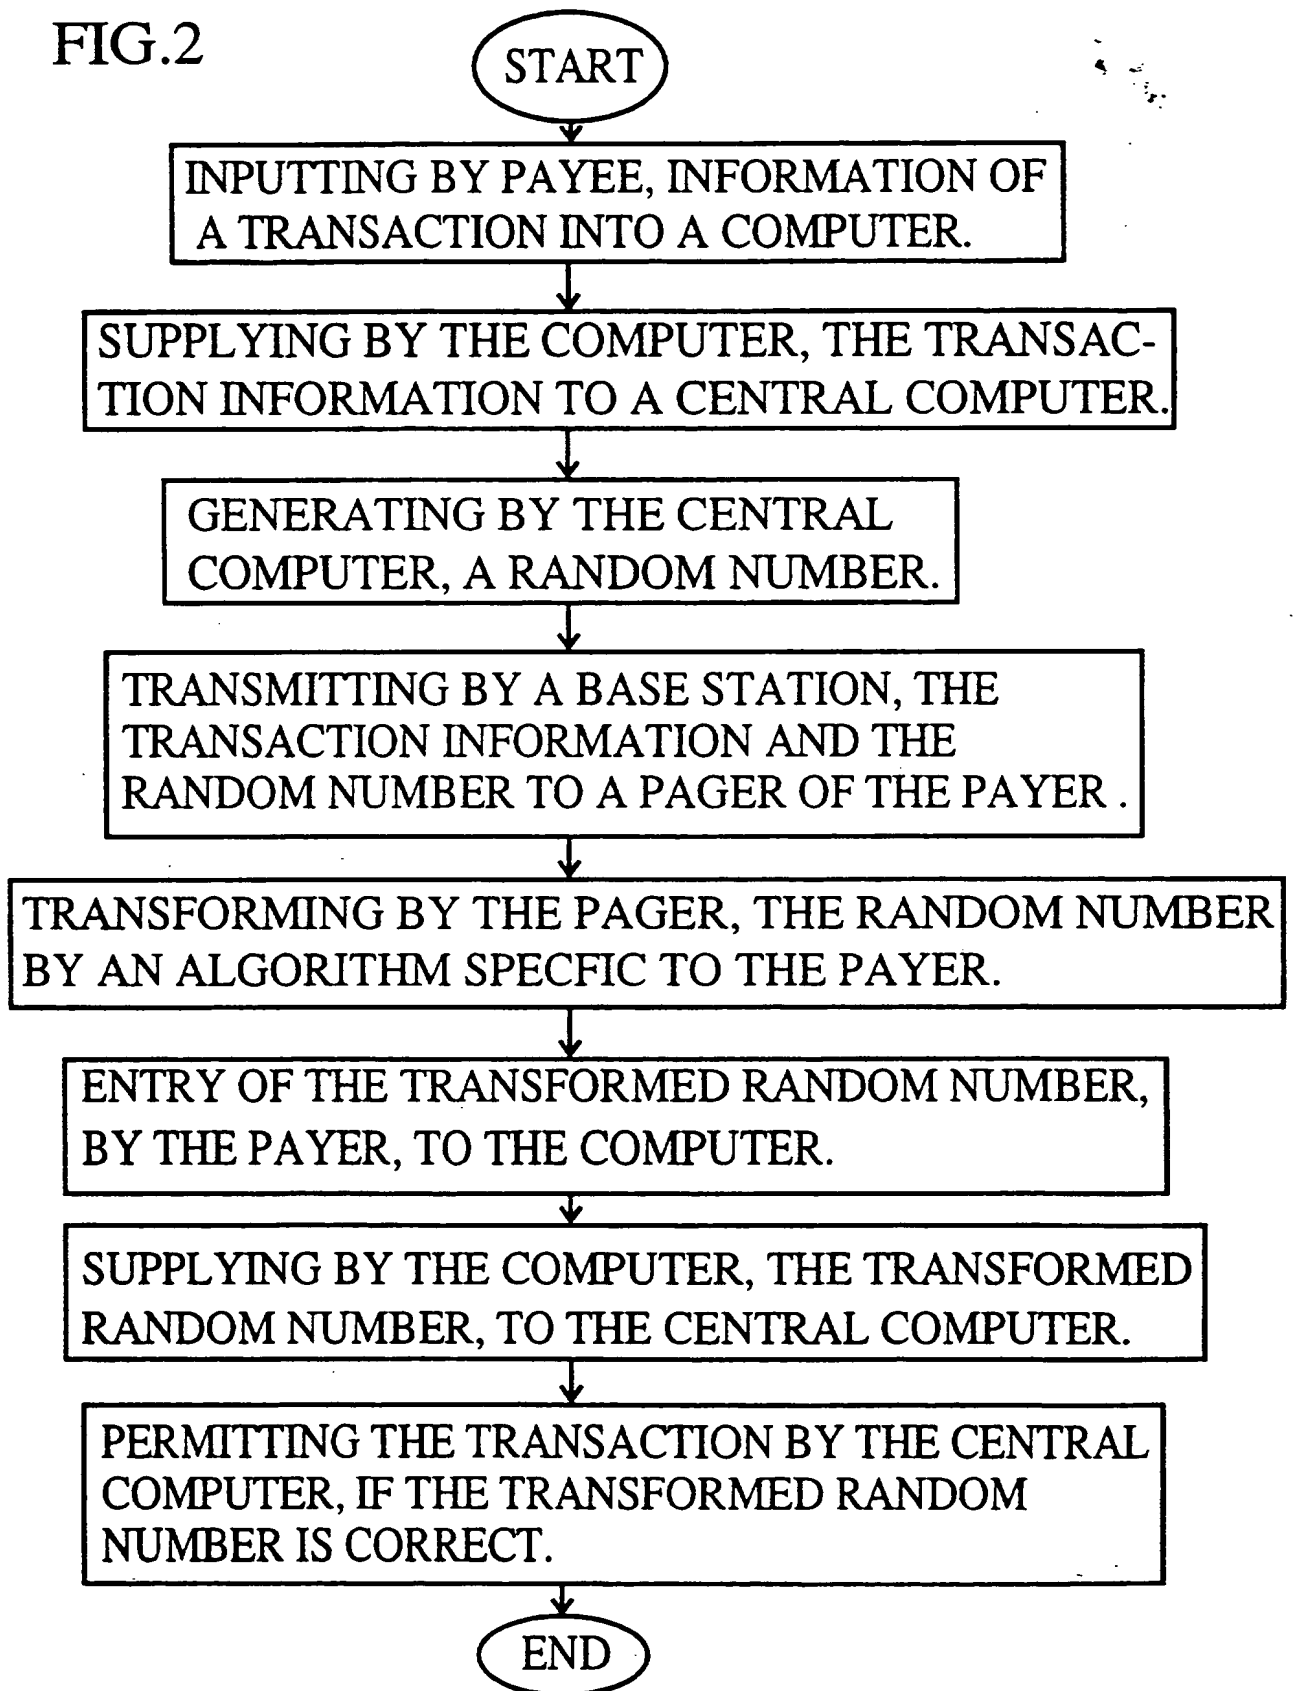 FIG.2
START
INPUTTING BY PAYEE, INFORMATION OF
A TRANSACTION INTO A COMPUTER.
SUPPLYING BY THE COMPUTER, THE TRANSAC-
TION INFORMATION TO A CENTRAL COMPUTER.
GENERATING BY THE CENTRAL
COMPUTER, A RANDOM NUMBER.
TRANSMITTING BY A BASE STATION, THE
TRANSACTION INFORMATION AND THE
RANDOM NUMBER TO A PAGER OF THE PAYER .
TRANSFORMING BY THE PAGER, THE RANDOM NUMBER
BY AN ALGORITHM SPECFIC TO THE PAYER.
ENTRY OF THE TRANSFORMED RANDOM NUMBER,
BY THE PAYER, TO THE COMPUTER.
SUPPLYING BY THE COMPUTER, THE TRANSFORMED
RANDOM NUMBER, TO THE CENTRAL COMPUTER.
PERMITTING THE TRANSACTION BY THE CENTRAL
COMPUTER, IF THE TRANSFORMED RANDOM
NUMBER IS CORRECT.
END